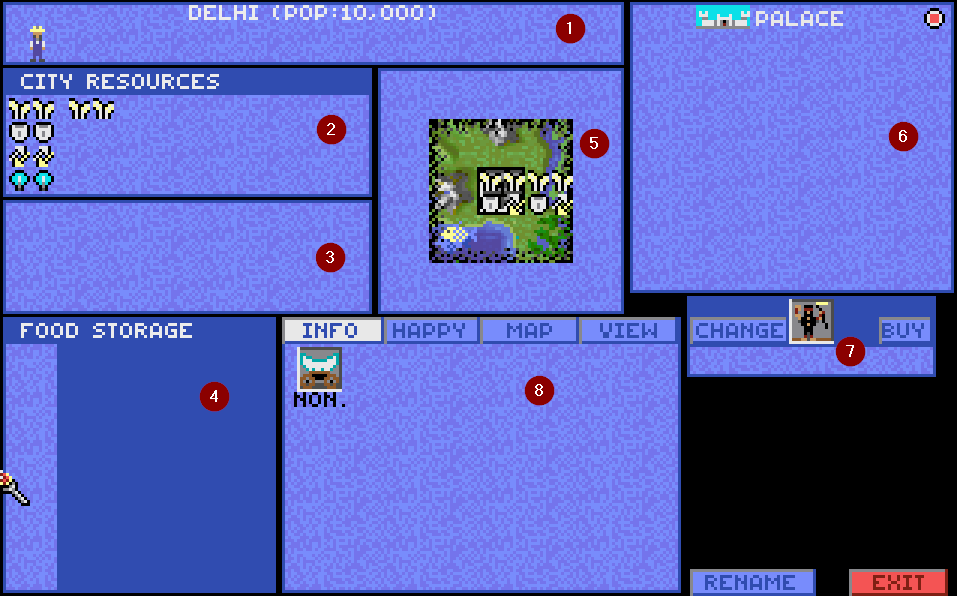 DELHI (POP:10,000)
1
PALACE
CITY RESOURCES
2
5
6
3
FOOD STORAGE
INFO HAPPY MAP VIEW
CHANGE BUY
7
4
8
NON.
RENAME EXIT